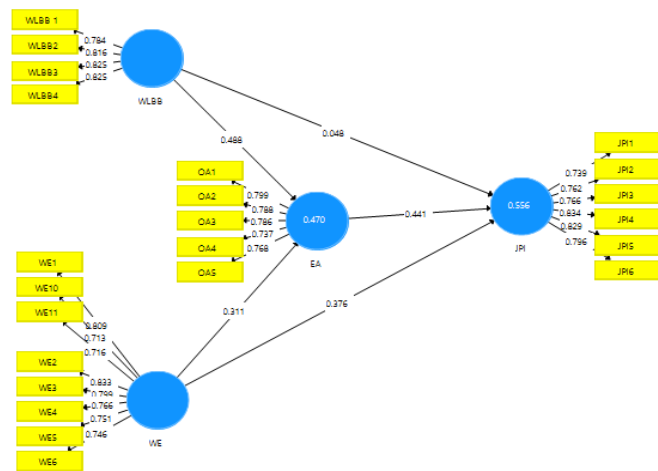 WLBB 1
WLBB2
WLBB3
WLBB4
0.784
0.816
0.825
0.825
WLBB
0.488
0.048
OA1
OA2
OA3
OA4
OA5
0.799
0.788
0.786
0.737
0.768
0.470
EA
0.441
0.556
JPI
0.739
0.762
0.766
0.834
0.829
0.796
JPI1
JPI2
JPI3
JPI4
JPI5
JPI6
0.311
0.376
WE1
WE10
WE11
WE2
WE3
WE4
WE5
WE6
0.809
0.713
0.716
0.833
0.799
0.766
0.751
0.746
WE